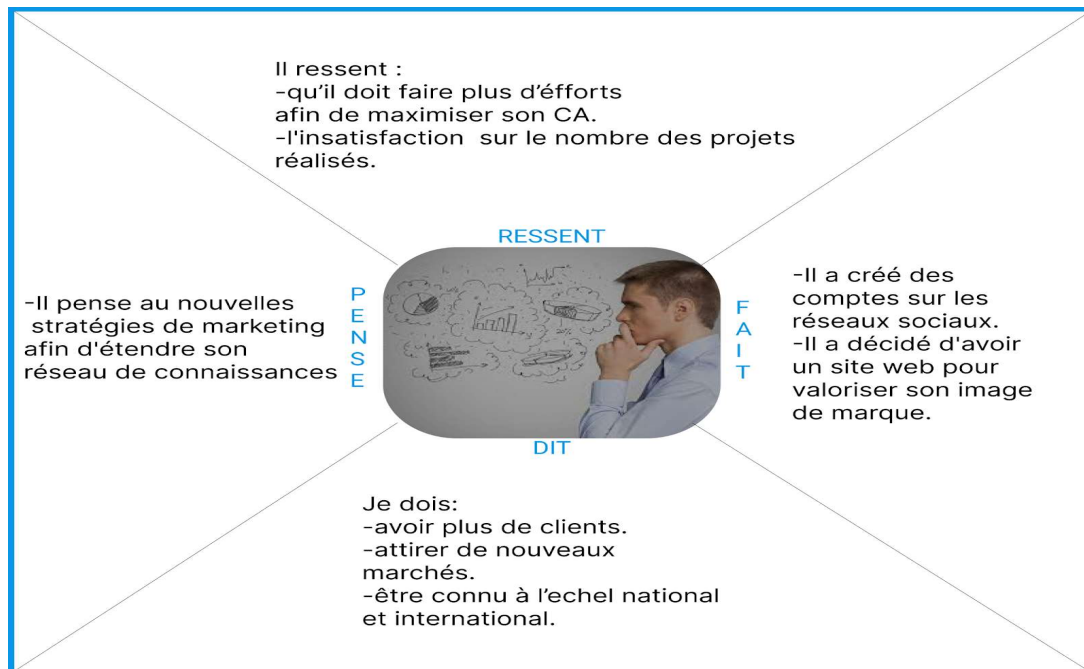 Il ressent :
-qu'il doit faire plus d'éfforts
afin de maximiser son CA.
-l'insatisfaction sur le nombre des projets
réalisés.
RESSENT
-Il pense au nouvelles
stratégies de marketing
afin d'étendre son
réseau de connaissances
PENSE
FAIT
-Il a créé des
comptes sur les
réseaux sociaux.
-Il a décidé d'avoir
un site web pour
valoriser son image
de marque.
DIT
Je dois:
-avoir plus de clients.
-attirer de nouveaux
marchés.
-être connu à l'echel national
et international.